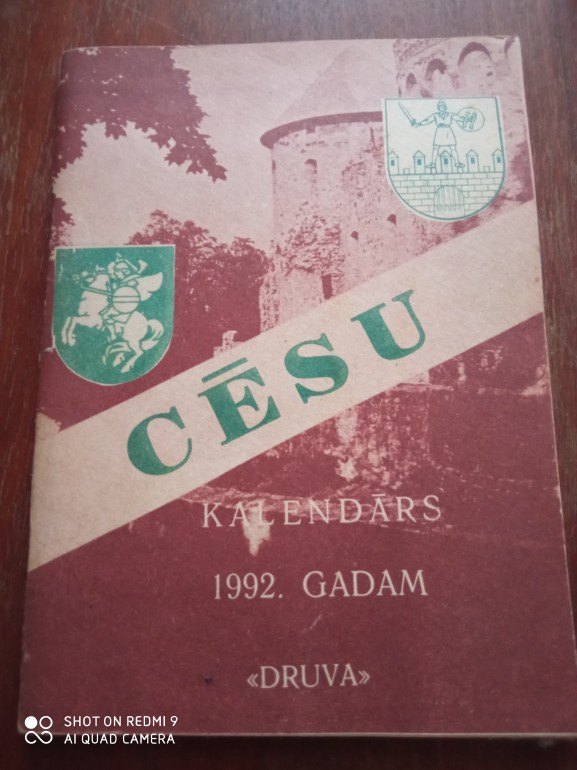 CĒSU
KALENDĀRS
1992. GADAM
«DRUVA»
SHOT ON REDMI 9
AI QUAD CAMERA